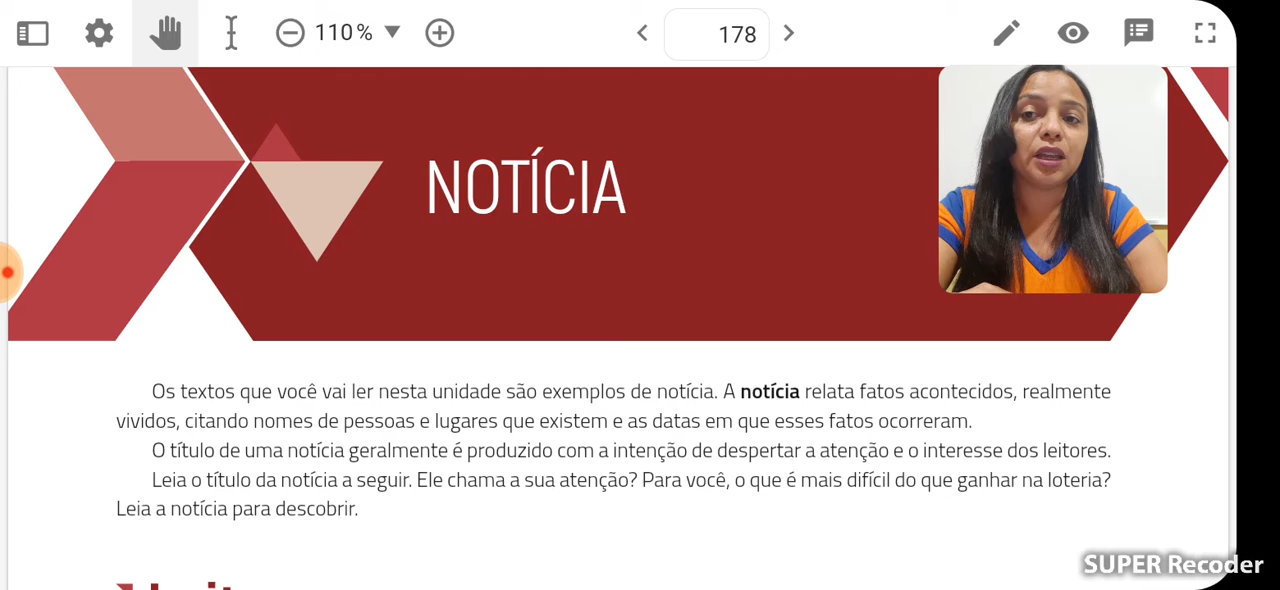 110% 178
NOTÍCIA
Os textos que você vai ler nesta unidade são exemplos de notícia. A notícia relata fatos acontecidos, realmente
vividos, citando nomes de pessoas e lugares que existem e as datas em que esses fatos ocorreram.
O título de uma notícia geralmente é produzido com a intenção de despertar a atenção e o interesse dos leitores.
Leia o título da notícia a seguir. Ele chama a sua atenção? Para você, o que é mais difícil do que ganhar na loteria?
Leia a notícia para descobrir.
SUPER Recoder